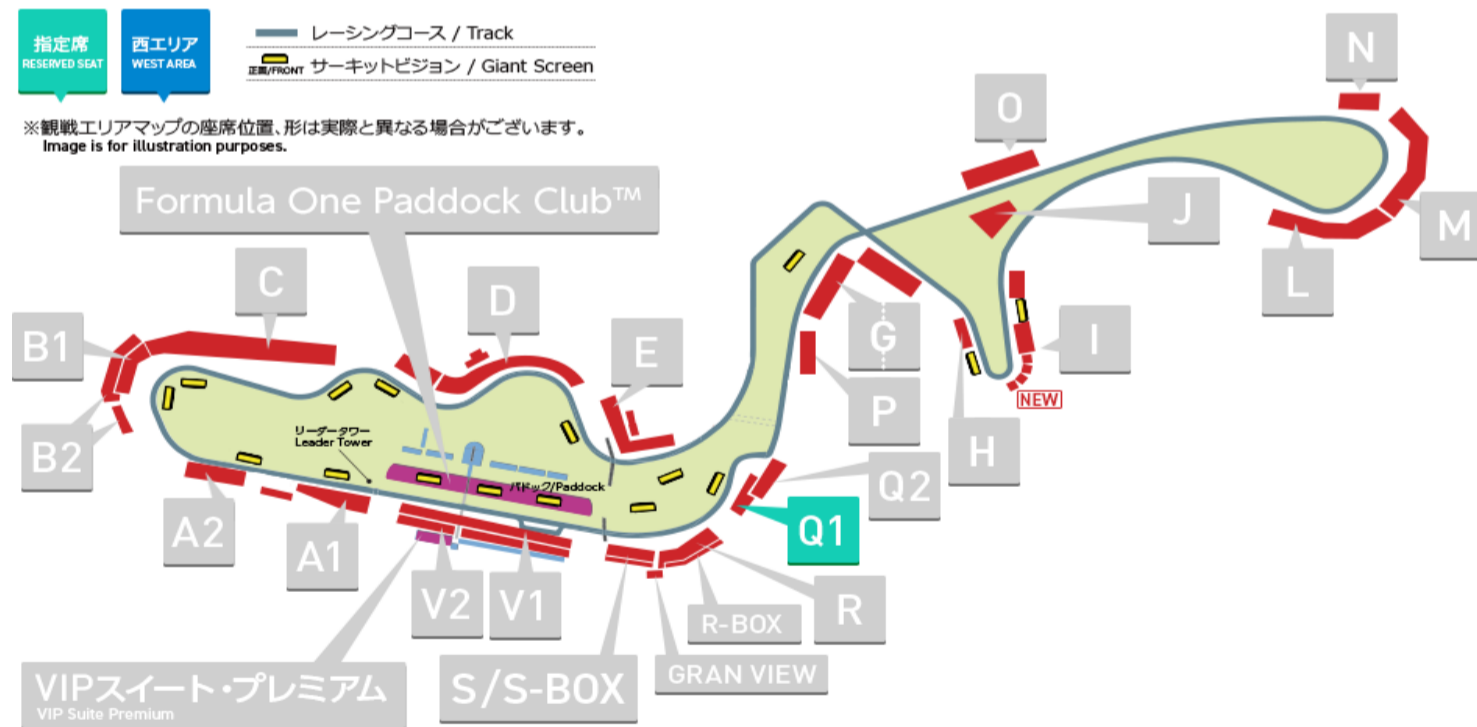 指定席
RESERVED SEAT
西エリア
WEST AREA
レーシングコース / Track
正面/FRONT サーキットビジョン / Giant Screen
※観戦エリアマップの座席位置、形は実際と異なる場合がございます。
Image is for illustration purposes.
Formula One Paddock Club™
N
O
J
M
L
C
D
B1
E
G
I
P
NEW
H
リーダータワー
Leader Tower
B2
パドック/Paddock
Q2
Q1
A2
A1
V2
V1
R-BOX
R
VIPスイート・プレミアム
VIP Suite Premium
S/S-BOX
GRAN VIEW